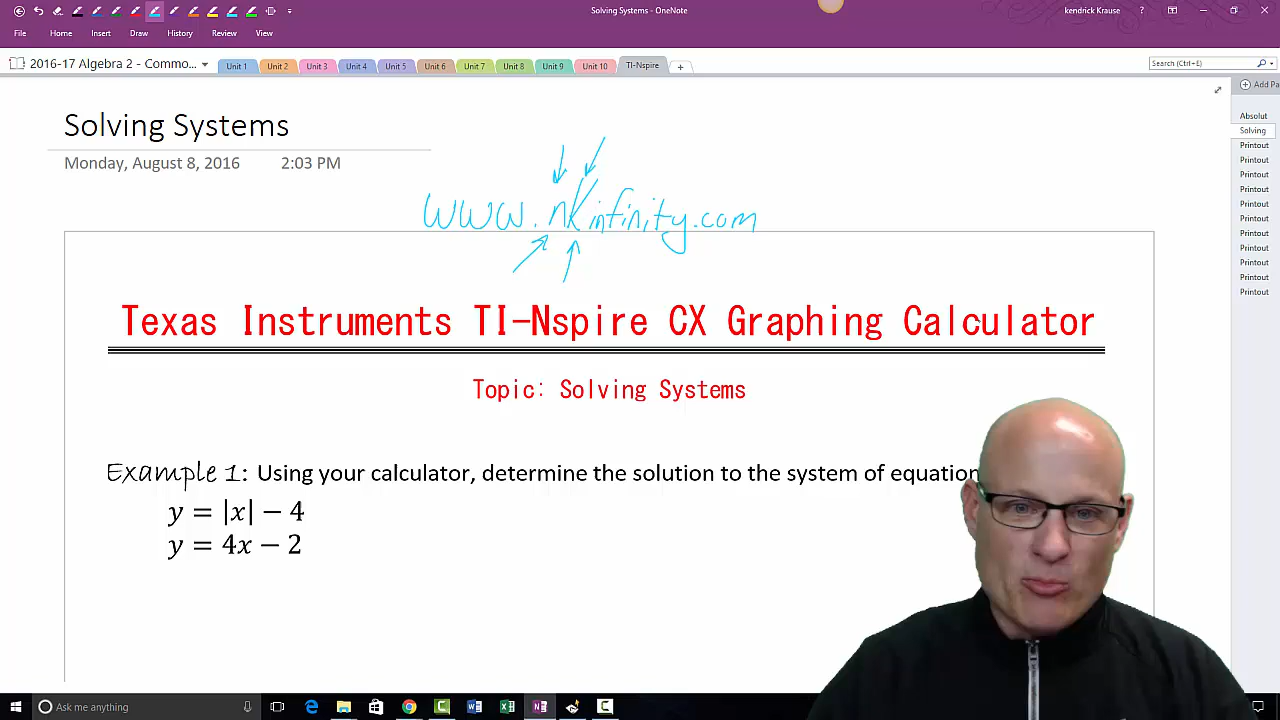 Solving Systems - OneNote
kendrick Krause
?
File Home Insert Draw History Review View
2016-17 Algebra 2 - Commo...
Unit 1 Unit 2 Unit 3 Unit 4 Unit 5 Unit 6 Unit 7 Unit 8 Unit 9 Unit 10 TI-Nspire +
Search (Ctrl+E)
Add Pa
Solving Systems
Monday, August 8, 2016 2:03 PM
Absolut
Solving
Printout
Printout
Printout
Printout
Printout
Printout
Printout
Printout
Printout
Printout
Printout
www.nkinfinity.com
Texas Instruments TI-Nspire CX Graphing Calculator
Topic: Solving Systems
Example 1: Using your calculator, determine the solution to the system of equation
y = |x| − 4
y = 4x − 2
Ask me anything